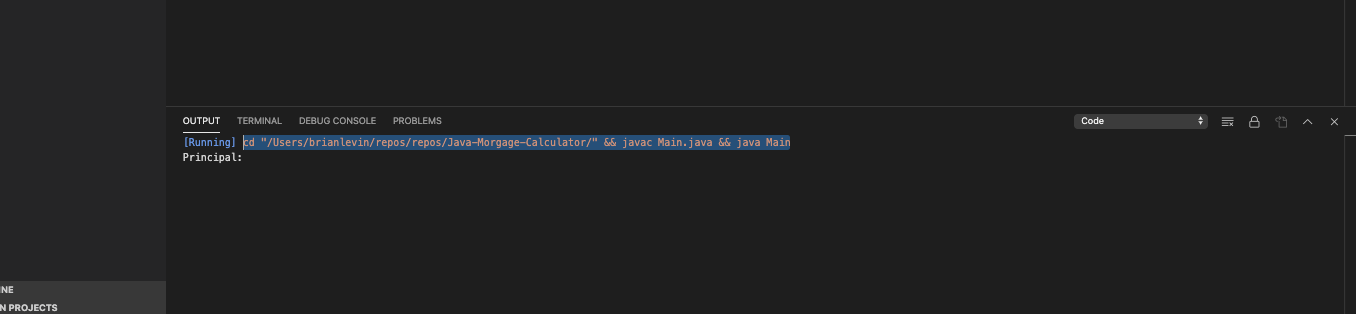 OUTPUT TERMINAL DEBUG CONSOLE PROBLEMS Code
[Running] cd "/Users/brianlevin/repos/repos/Java-Morgage-Calculator/" && javac Main.java && java Main
Principal:
INE
N PROJECTS